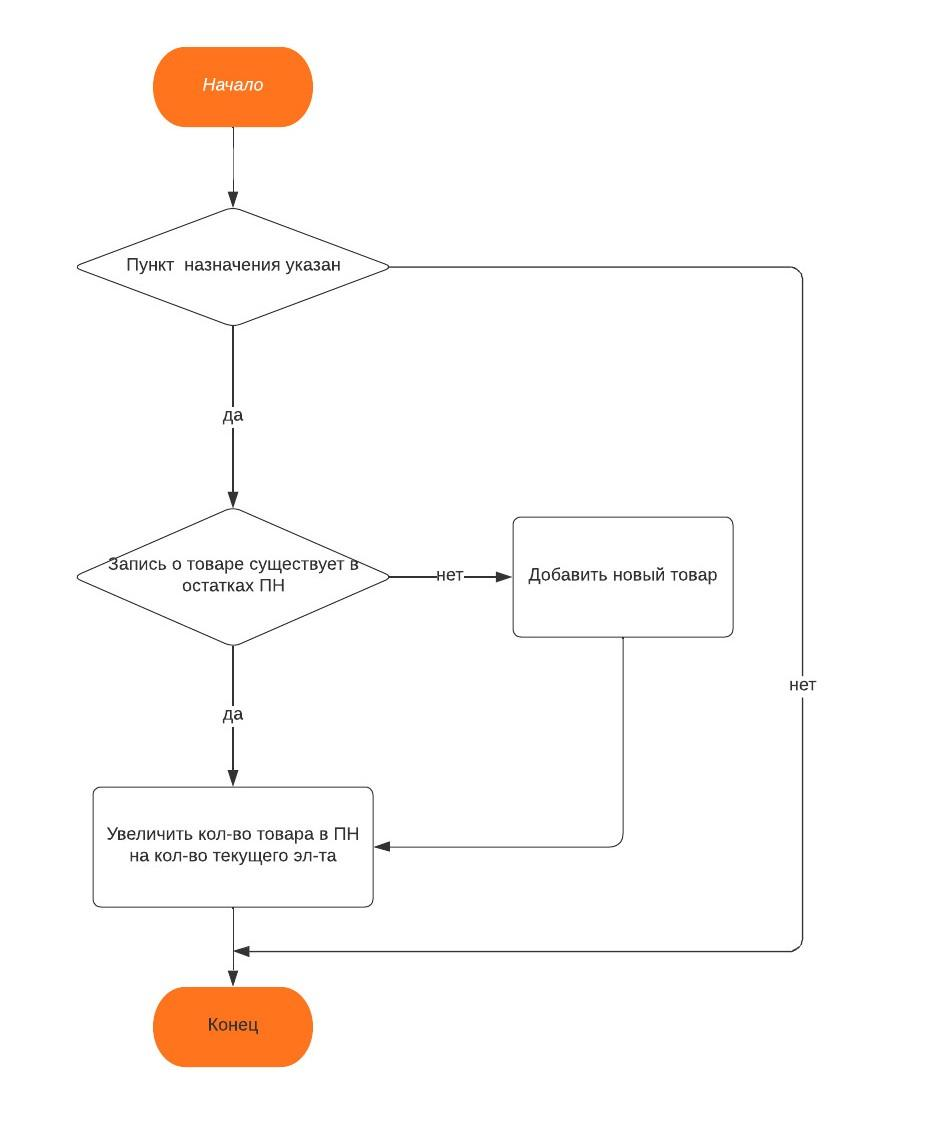 Начало
Пункт назначения указан
да
Запись о товаре существует в
остатках ПН
нет
Добавить новый товар
нет
да
Увеличить кол-во товара в ПН
на кол-во текущего эл-та
Конец